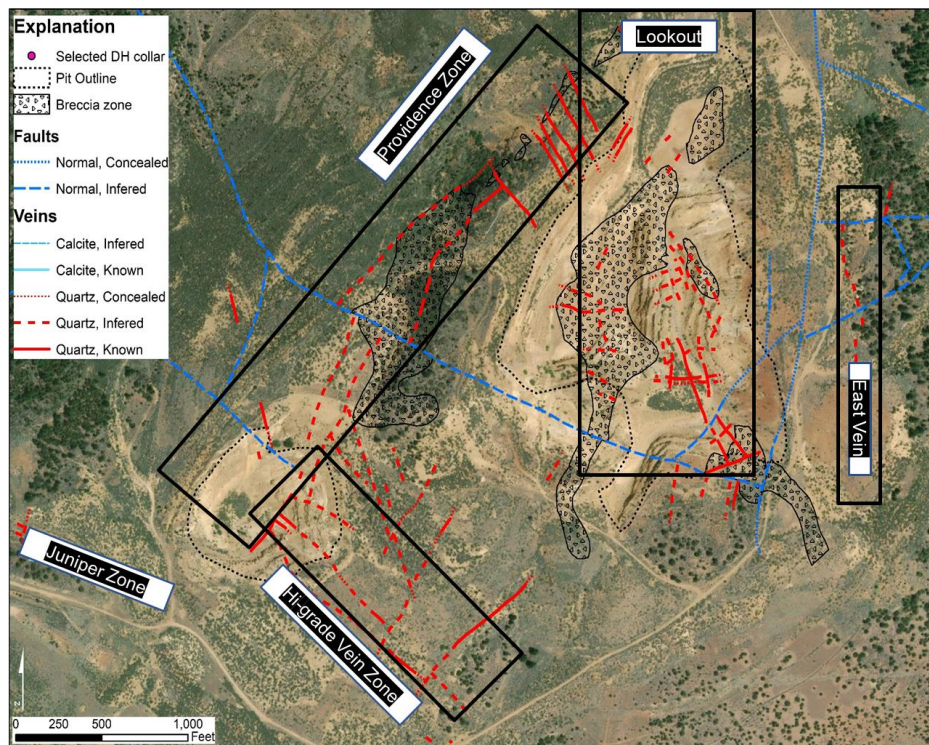 Explanation
Selected DH collar
Pit Outline
Breccia zone
Faults
Normal, Concealed
Normal, Infered
Veins
Calcite, Infered
Calcite, Known
Quartz, Concealed
Quartz, Infered
Quartz, Known
Providence Zone
Lookout
East Vein
Juniper Zone
Hi-grade Vein Zone
N
0 250 500 1,000
Feet